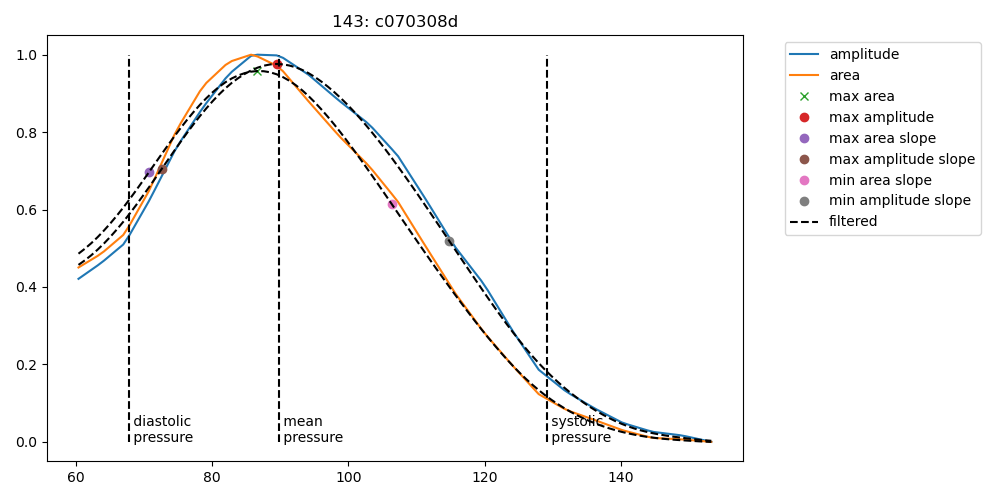 143: c070308d
1.0
0.8
0.6
0.4
0.2
0.0
diastolic
pressure
mean
pressure
systolic
pressure
60
80
100
120
140
amplitude
area
max area
max amplitude
max area slope
max amplitude slope
min area slope
min amplitude slope
filtered